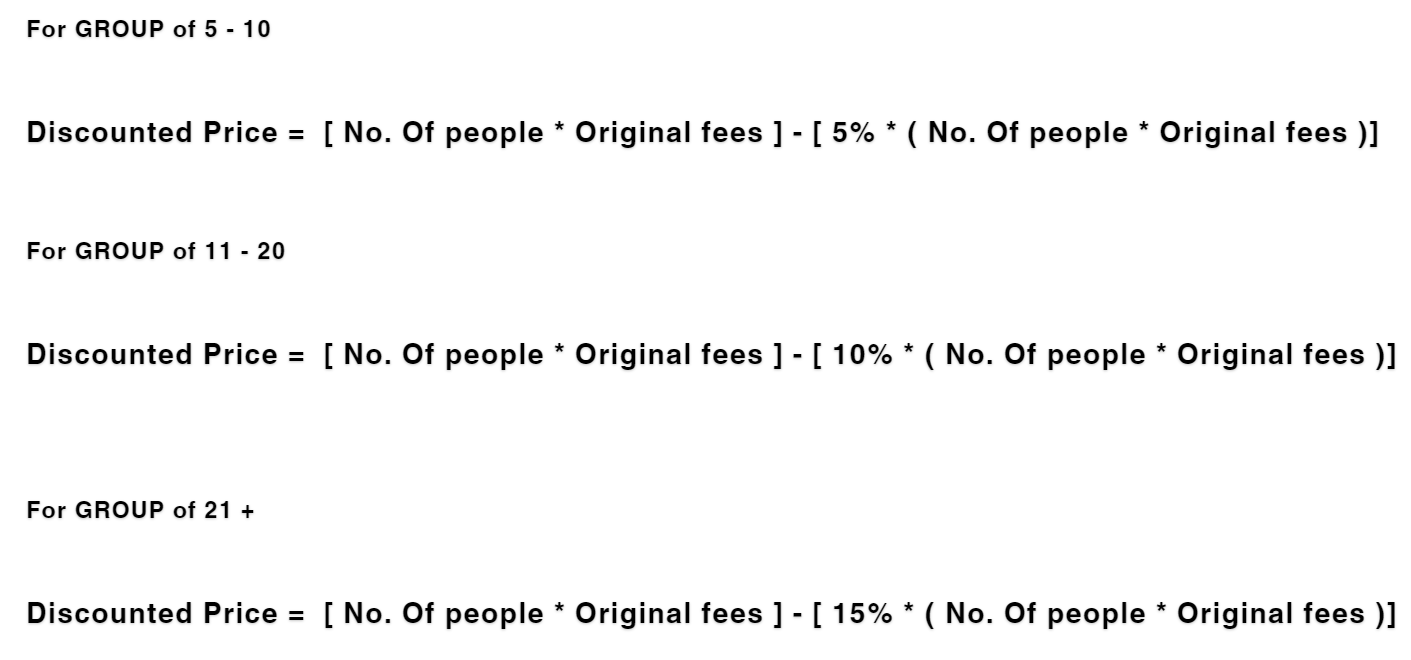 For GROUP of 5 - 10
Discounted Price = [ No. Of people * Original fees ] - [ 5% * ( No. Of people * Original fees )]
For GROUP of 11 - 20
Discounted Price = [ No. Of people * Original fees ] - [ 10% * ( No. Of people * Original fees )]
For GROUP of 21 +
Discounted Price = [ No. Of people * Original fees ] - [ 15% * ( No. Of people * Original fees )]